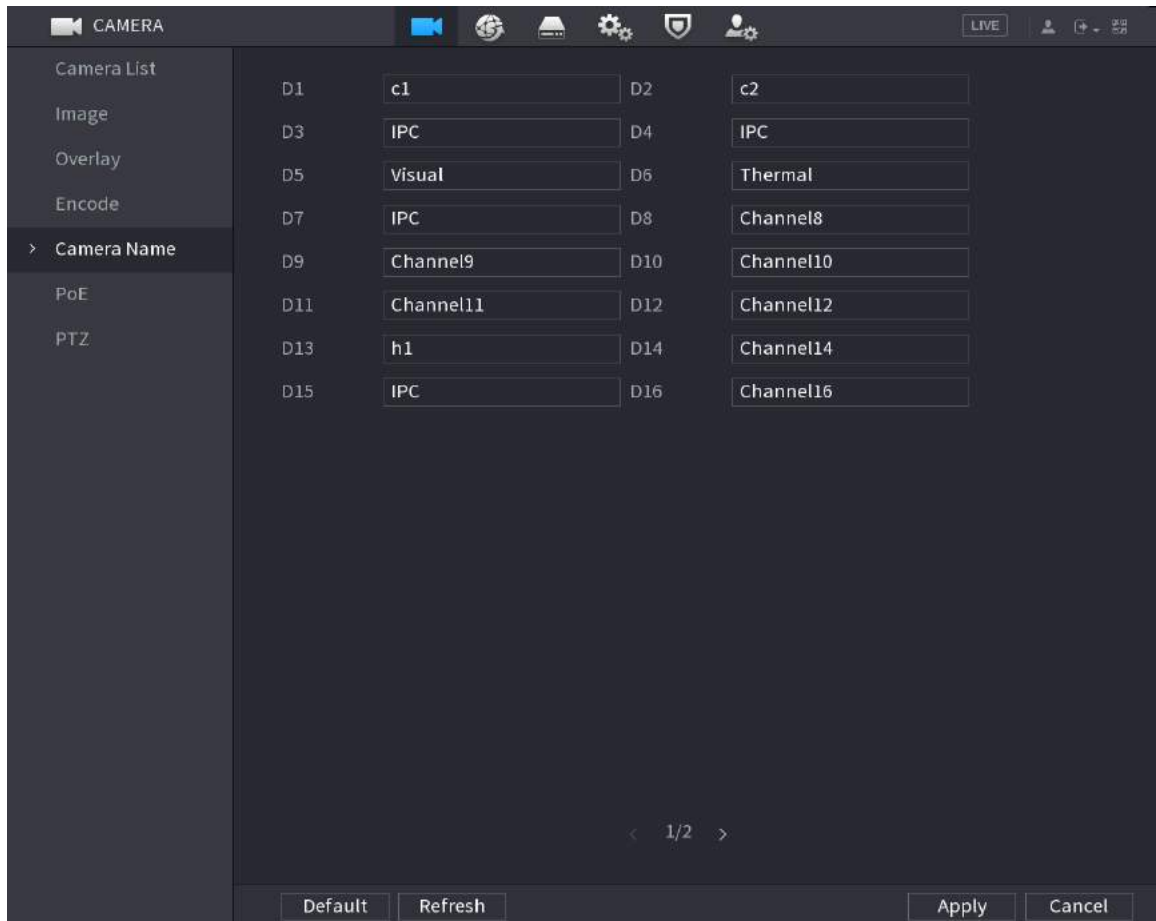 CAMERA LIVE
Camera List
Image
Overlay
Encode
> Camera Name
PoE
PTZ
D1 c1 D2 c2
D3 IPC D4 IPC
D5 Visual D6 Thermal
D7 IPC D8 Channel8
D9 Channel9 D10 Channel10
D11 Channel11 D12 Channel12
D13 h1 D14 Channel14
D15 IPC D16 Channel16
< 1/2 >
Default Refresh Apply Cancel